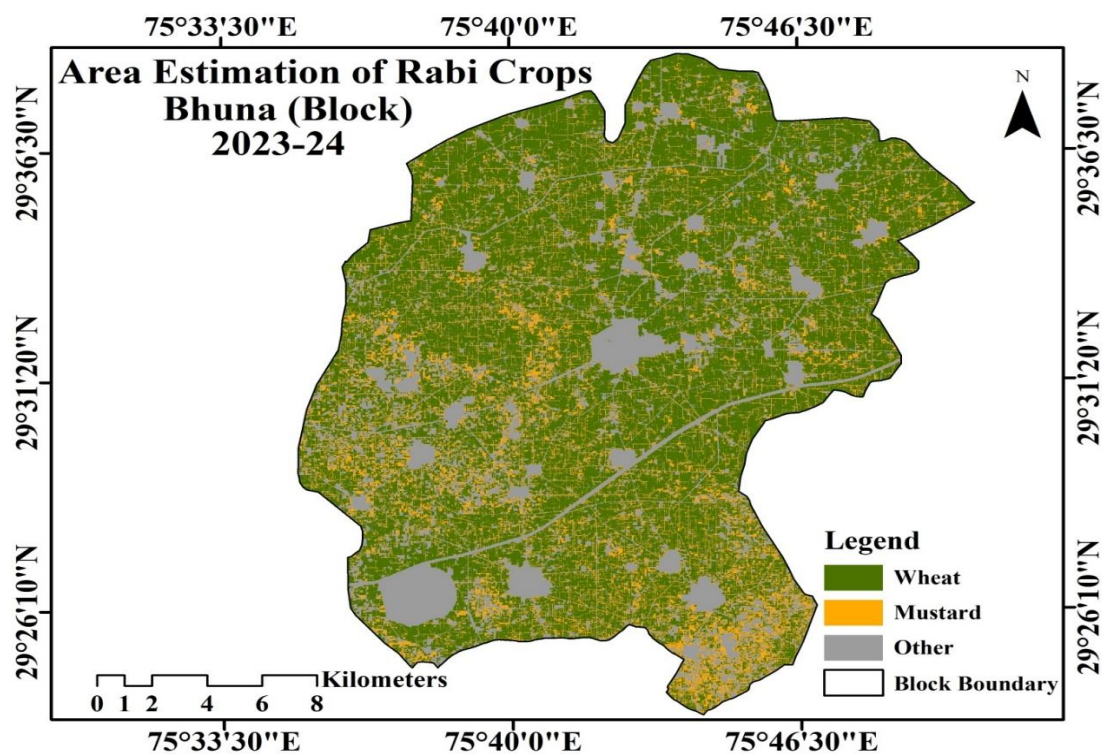 75°33'30"E 75°40'0"E 75°46'30"E
Area Estimation of Rabi Crops
Bhuna (Block)
2023-24
N
29°36'30"N
29°31'20"N
29°26'10"N
29°36'30"N
29°31'20"N
29°26'10"N
Legend
Wheat
Mustard
Other
Block Boundary
Kilometers
0 1 2 4 6 8
75°33'30"E 75°40'0"E 75°46'30"E